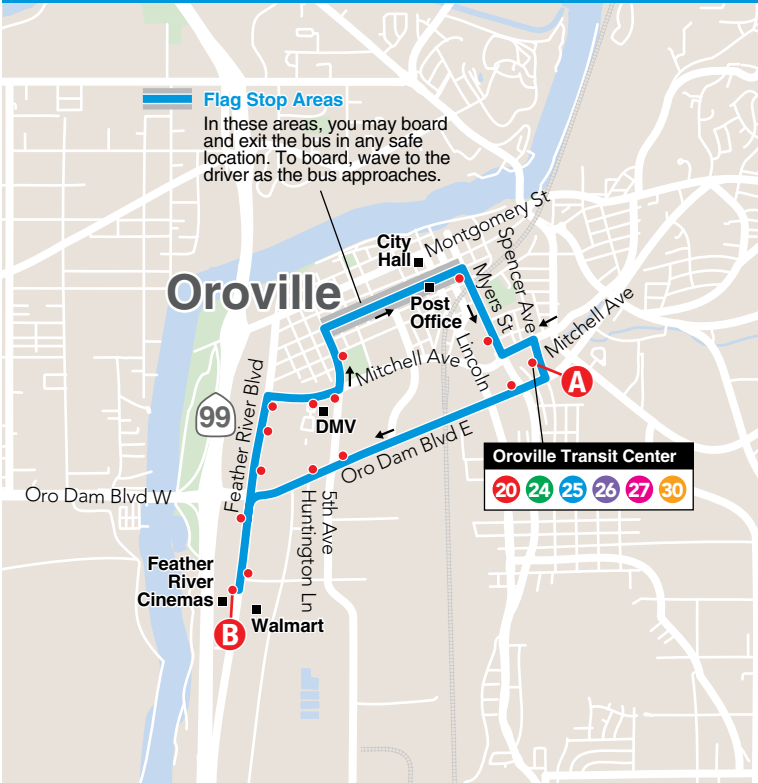 Flag Stop Areas
In these areas, you may board
and exit the bus in any safe
location. To board, wave to the
driver as the bus approaches.
Montgomery St
City
Hall
Spencer Ave
Oroville
Myers St
Post
Office
Mitchell Ave
Lincoln
Mitchell Ave
A
99
Feather River Blvd
DMV
Oro Dam Blvd E
Oroville Transit Center
20 24 25 26 27 30
Oro Dam Blvd W
5th Ave
Huntington Ln
Feather
River
Cinemas
B
Walmart